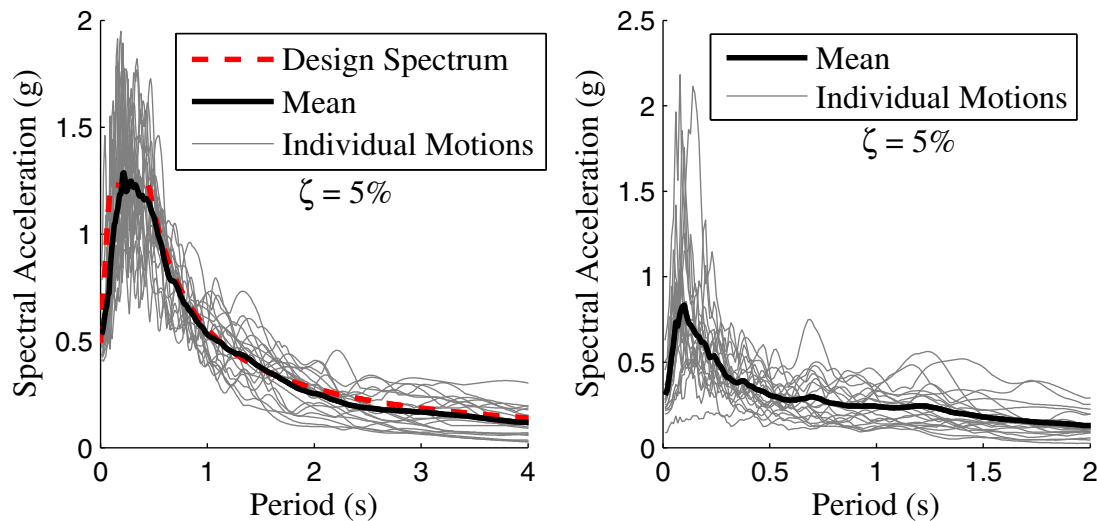 2
1.5
1
0.5
0
Spectral Acceleration (g)
Design Spectrum
Mean
Individual Motions
ζ = 5%
0 1 2 3 4
Period (s)
2.5
2
1.5
1
0.5
0
Spectral Acceleration (g)
Mean
Individual Motions
ζ = 5%
0 0.5 1 1.5 2
Period (s)